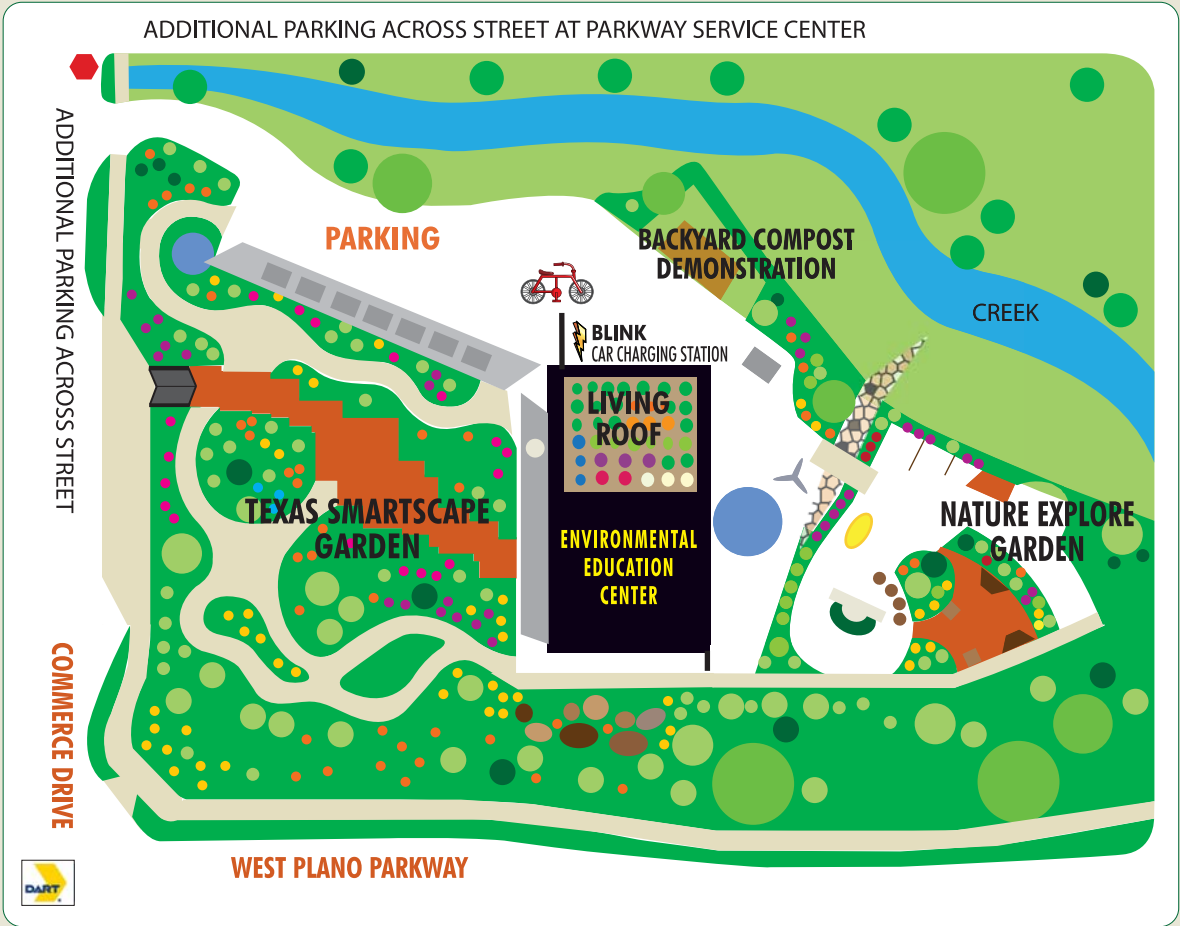 ADDITIONAL PARKING ACROSS STREET AT PARKWAY SERVICE CENTER
ADDITIONAL PARKING ACROSS STREET
PARKING
BACKYARD COMPOST
DEMONSTRATION
CREEK
BLINK
CAR CHARGING STATION
LIVING
ROOF
TEXAS SMARTSCAPE
GARDEN
ENVIRONMENTAL
EDUCATION
CENTER
NATURE EXPLORE
GARDEN
COMMERCE DRIVE
WEST PLANO PARKWAY
DART